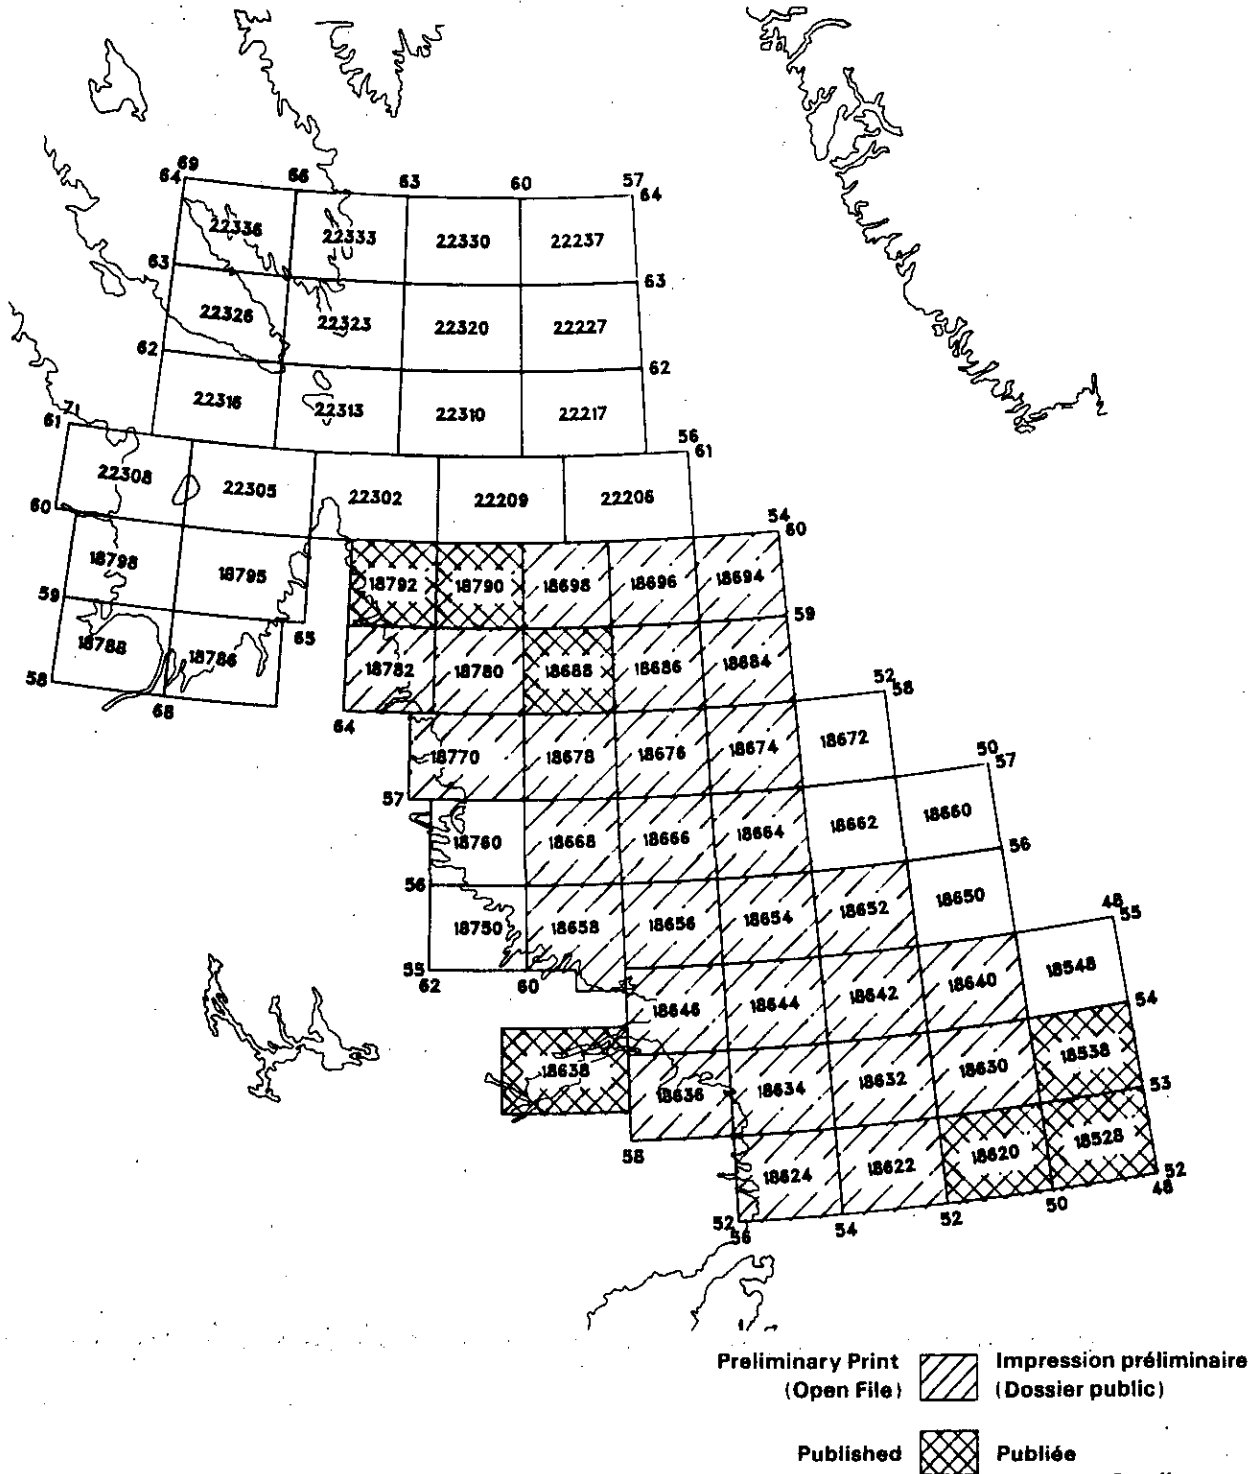 69
64 66 63 60 57
64
22336 22333 22330 22237
63 63
22326 22323 22320 22227
62 62
22316 22313 22310 22217
71
61 56
61
22308 22305 22302 22209 22206
60 54
60
18798 18795 18792 18790 18698 18696 18694
59 59
65
18788 18786 18782 18780 18688 18686 18684
58 68 64 52
58
18770 18678 18676 18674 18672
57 50
57
18760 18668 18666 18664 18662 18660
56 56
18750 18658 18656 18654 18652 18650
55 48
55
62 60
18646 18644 18642 18640 18548
54
18638 18636 18634 18632 18630 18538
53
58
18624 18622 18620 18528
52
48
52
56 54 52 50
Preliminary Print
(Open File)
Impression préliminaire
(Dossier public)
Published Publiée